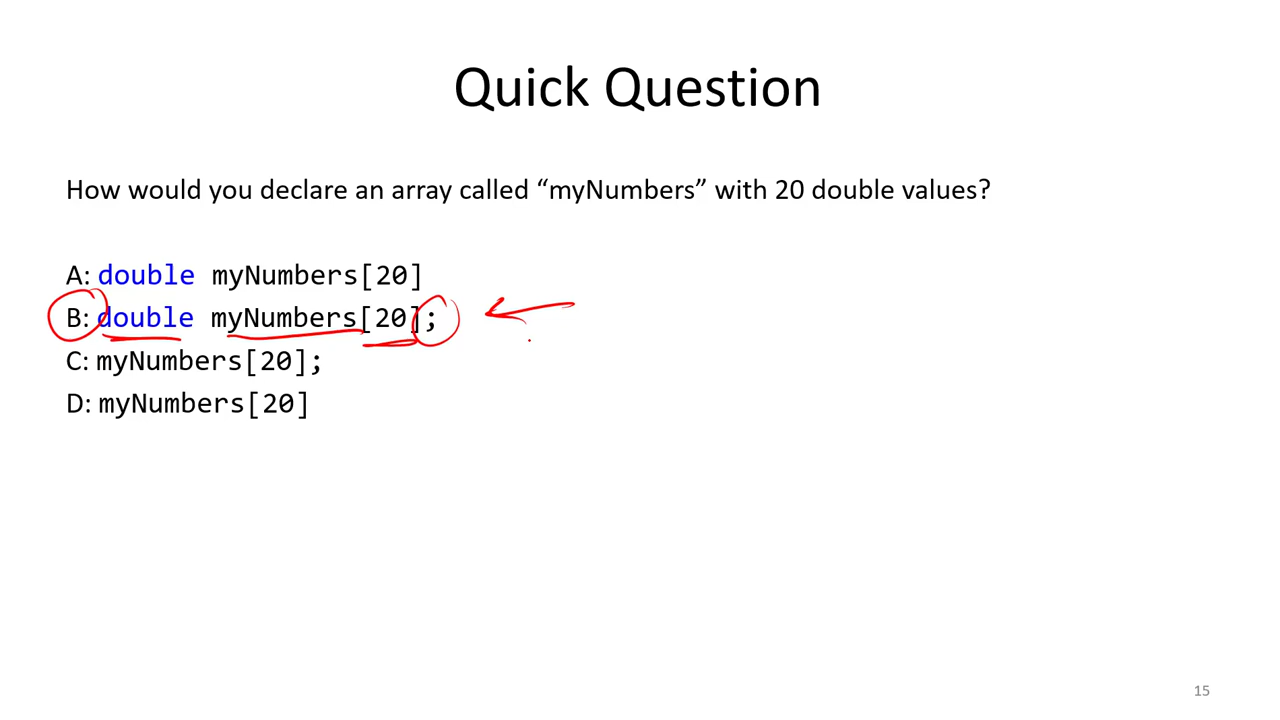 Quick Question
How would you declare an array called “myNumbers” with 20 double values?
A: double myNumbers[20]
B: double myNumbers[20];
C: myNumbers[20];
D: myNumbers[20]
15